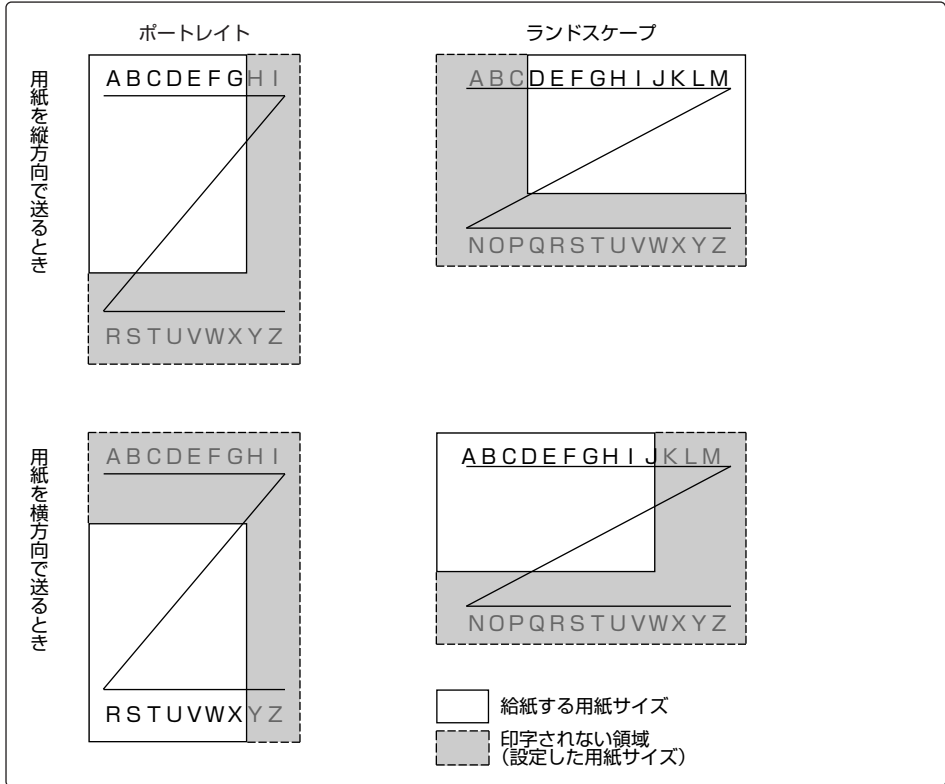 ポートレイト
ランドスケープ
用紙を縦方向で送るとき
ABCDEFGHI
RSTUVWXYZ
ABCDEFGHIJKLM
NOPQRSTUVWXYZ
用紙を横方向で送るとき
ABCDEFGHI
RSTUVWXYZ
ABCDEFGHIJKLM
NOPQRSTUVWXYZ
給紙する用紙サイズ
印字されない領域
(設定した用紙サイズ)